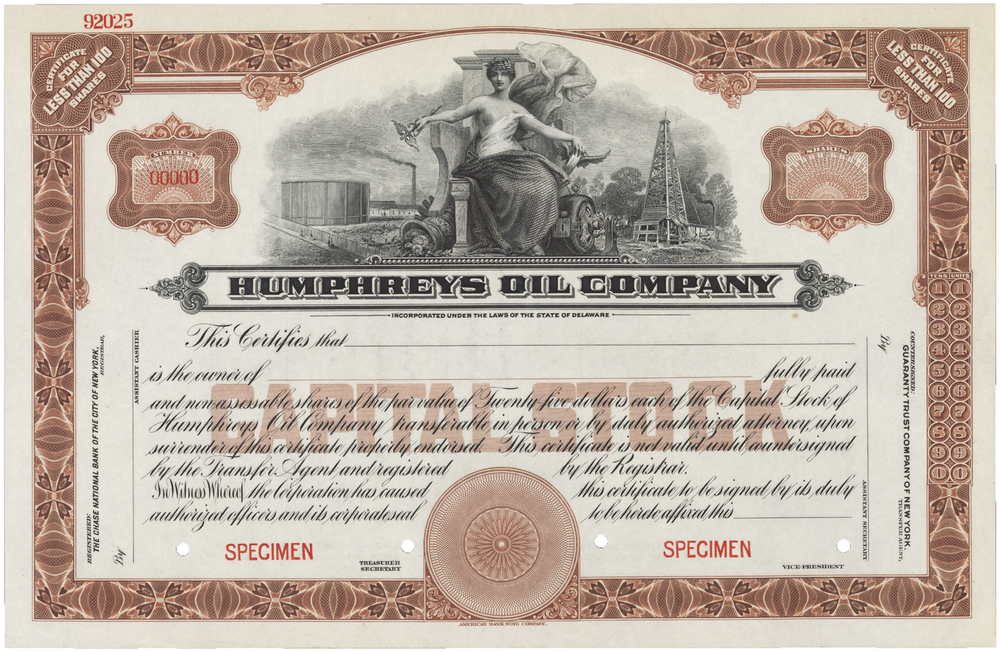 92025
CERTIFICATE
FOR
LESS THAN 100
SHARES
CERTIFICATE
FOR
LESS THAN 100
SHARES
NUMBER
00000
SHARES
HUMPHREYS OIL COMPANY
INCORPORATED UNDER THE LAWS OF THE STATE OF DELAWARE
This Certifies that
is the owner of fully paid
CAPITAL STOCK
and non-assessable shares of the par value of Twenty-five dollars each of the Capital Stock of
Humphreys Oil Company transferable in person or by duly authorized attorney upon
surrender of this certificate properly endorsed. This certificate is not valid until countersigned
by the Transfer Agent and registered by the Registrar.
In Witness Whereof, the Corporation has caused this certificate to be signed by its duly
authorized officers and its corporate seal to be hereto affixed this
SPECIMEN
SPECIMEN
TREASURER
SECRETARY
VICE-PRESIDENT
REGISTERED:
THE CHASE NATIONAL BANK OF THE CITY OF NEW YORK,
REGISTRAR,
By
ASSISTANT CASHIER
COUNTERSIGNED:
GUARANTY TRUST COMPANY OF NEW YORK,
TRANSFER AGENT,
By
ASSISTANT SECRETARY
TENS UNITS
1 1
2 2
3 3
4 4
5 5
6 6
7 7
8 8
9 9
0 0
AMERICAN BANK NOTE COMPANY.